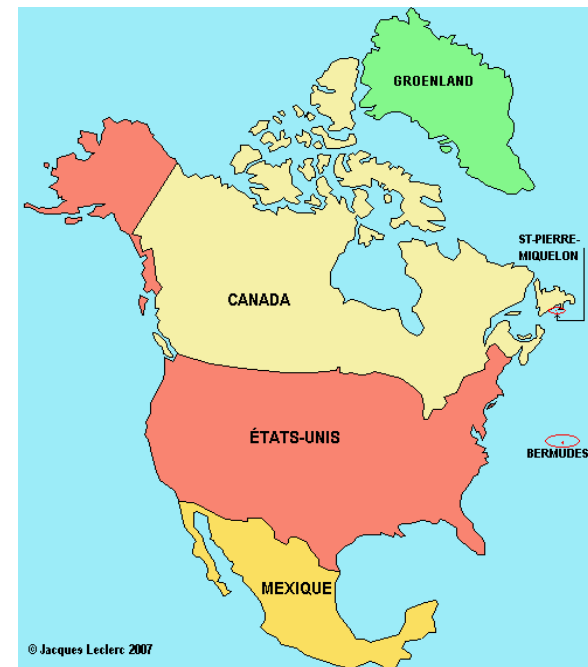 GROENLAND
ST-PIERRE-
MIQUELON
CANADA
ÉTATS-UNIS
BERMUDES
MEXIQUE
© Jacques Leclerc 2007